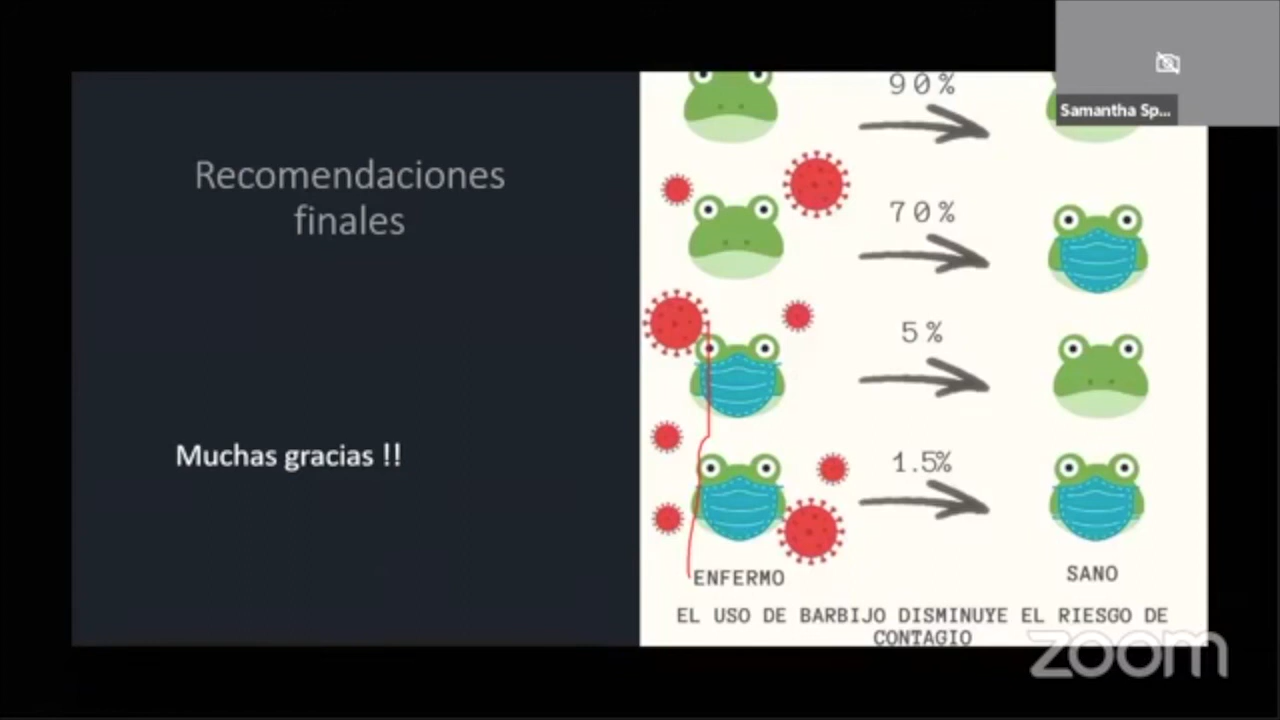 Samantha Sp...
Recomendaciones
finales
Muchas gracias !!
90%
70%
5%
1.5%
ENFERMO
SANO
EL USO DE BARBIJO DISMINUYE EL RIESGO DE
CONTAGIO
zoom